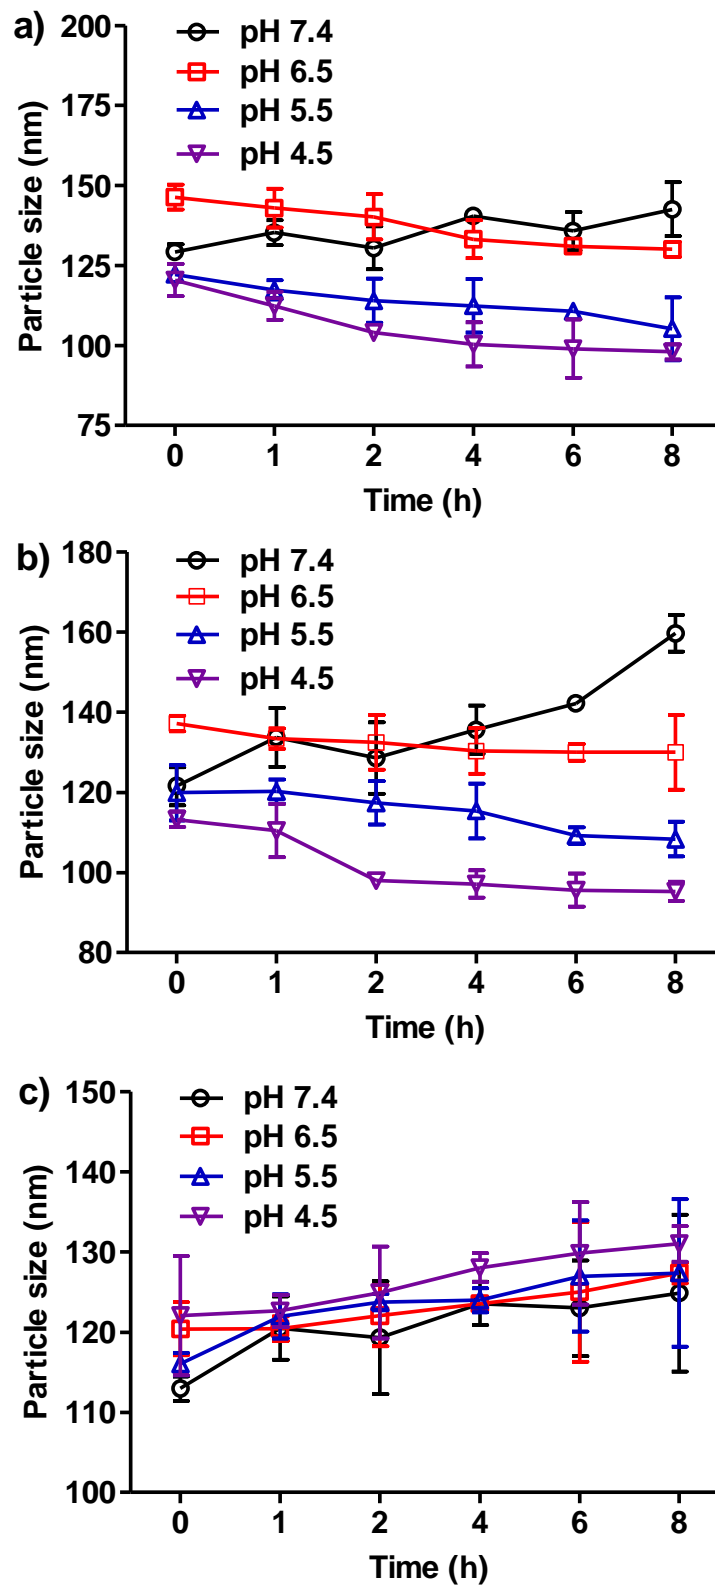 a)
200
175
150
125
100
75
Particle size (nm)
pH 7.4
pH 6.5
pH 5.5
pH 4.5
0 1 2 4 6 8
Time (h)
b)
180
160
140
120
100
80
Particle size (nm)
pH 7.4
pH 6.5
pH 5.5
pH 4.5
0 1 2 4 6 8
Time (h)
c)
150
140
130
120
110
100
Particle size (nm)
pH 7.4
pH 6.5
pH 5.5
pH 4.5
0 1 2 4 6 8
Time (h)